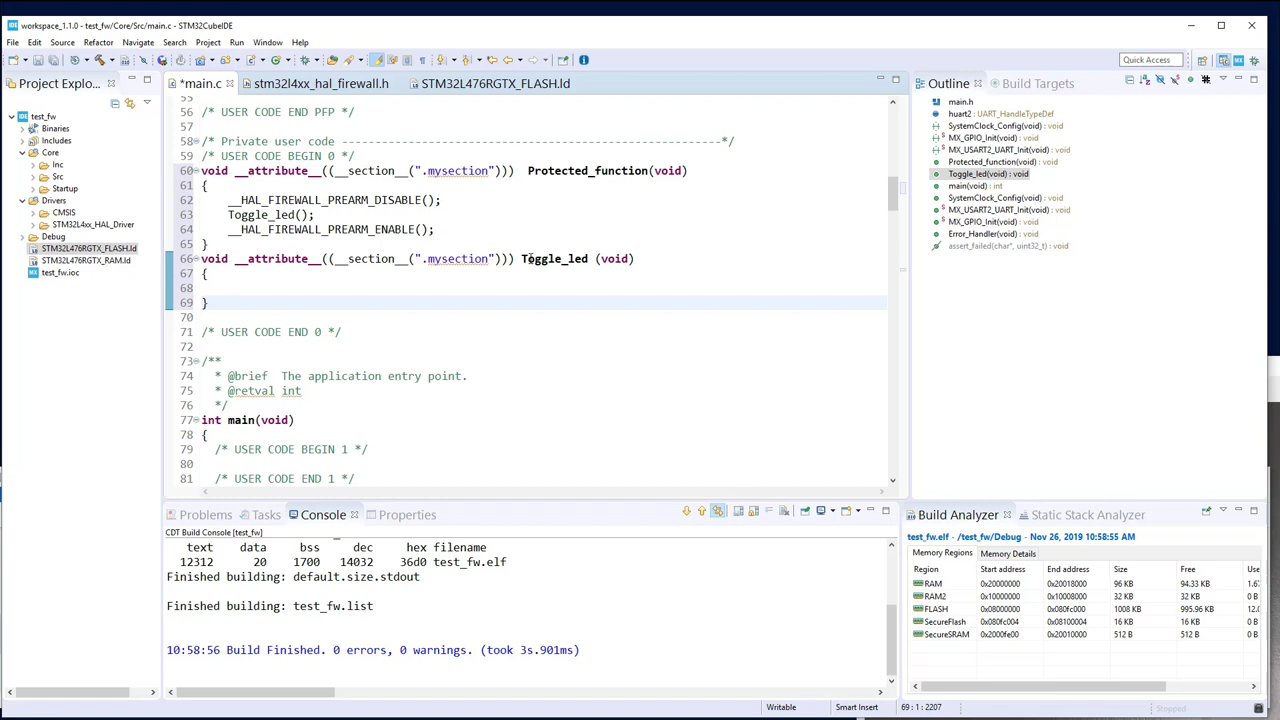 workspace_1.1.0 - test_fw/Core/Src/main.c - STM32CubeIDE
File Edit Source Refactor Navigate Search Project Run Window Help
Quick Access
Project Explo...
*main.c
stm32l4xx_hal_firewall.h
STM32L476RGTX_FLASH.ld
Outline
Build Targets
test_fw
Binaries
Includes
Core
Inc
Src
Startup
Drivers
CMSIS
STM32L4xx_HAL_Driver
Debug
STM32L476RGTX_FLASH.ld
STM32L476RGTX_RAM.ld
test_fw.ioc
55
56 /* USER CODE END PFP */
57
58 /* Private user code ---------------------------------------------------------*/
59 /* USER CODE BEGIN 0 */
60 void __attribute__((__section__(".mysection"))) Protected_function(void)
61 {
62 __HAL_FIREWALL_PREARM_DISABLE();
63 Toggle_led();
64 __HAL_FIREWALL_PREARM_ENABLE();
65 }
66 void __attribute__((__section__(".mysection"))) Toggle_led (void)
67 {
68
69 }
70
71 /* USER CODE END 0 */
72
73 /**
74 * @brief The application entry point.
75 * @retval int
76 */
77 int main(void)
78 {
79 /* USER CODE BEGIN 1 */
80
81 /* USER CODE END 1 */
main.h
huart2 : UART_HandleTypeDef
SystemClock_Config(void) : void
MX_GPIO_Init(void) : void
MX_USART2_UART_Init(void) : void
Protected_function(void) : void
Toggle_led(void) : void
main(void) : int
SystemClock_Config(void) : void
MX_USART2_UART_Init(void) : void
MX_GPIO_Init(void) : void
Error_Handler(void) : void
assert_failed(char*, uint32_t) : void
Problems Tasks Console Properties
CDT Build Console [test_fw]
text data bss dec hex filename
12312 20 1700 14032 36d0 test_fw.elf
Finished building: default.size.stdout
Finished building: test_fw.list
10:58:56 Build Finished. 0 errors, 0 warnings. (took 3s.901ms)
Build Analyzer
Static Stack Analyzer
test_fw.elf - /test_fw/Debug - Nov 26, 2019 10:58:55 AM
Memory Regions Memory Details
Region Start address End address Size Free Use
RAM 0x20000000 0x20018000 96 KB 94.33 KB 1.6
RAM2 0x10000000 0x10008000 32 KB 32 KB 0 B
FLASH 0x08000000 0x080fc000 1008 KB 995.96 KB 12.0
SecureFlash 0x080fc004 0x08100004 16 KB 16 KB 0 B
SecureSRAM 0x2000fe00 0x20010000 512 B 512 B 0 B
Writable Smart Insert 69 : 1 : 2207 Stopped